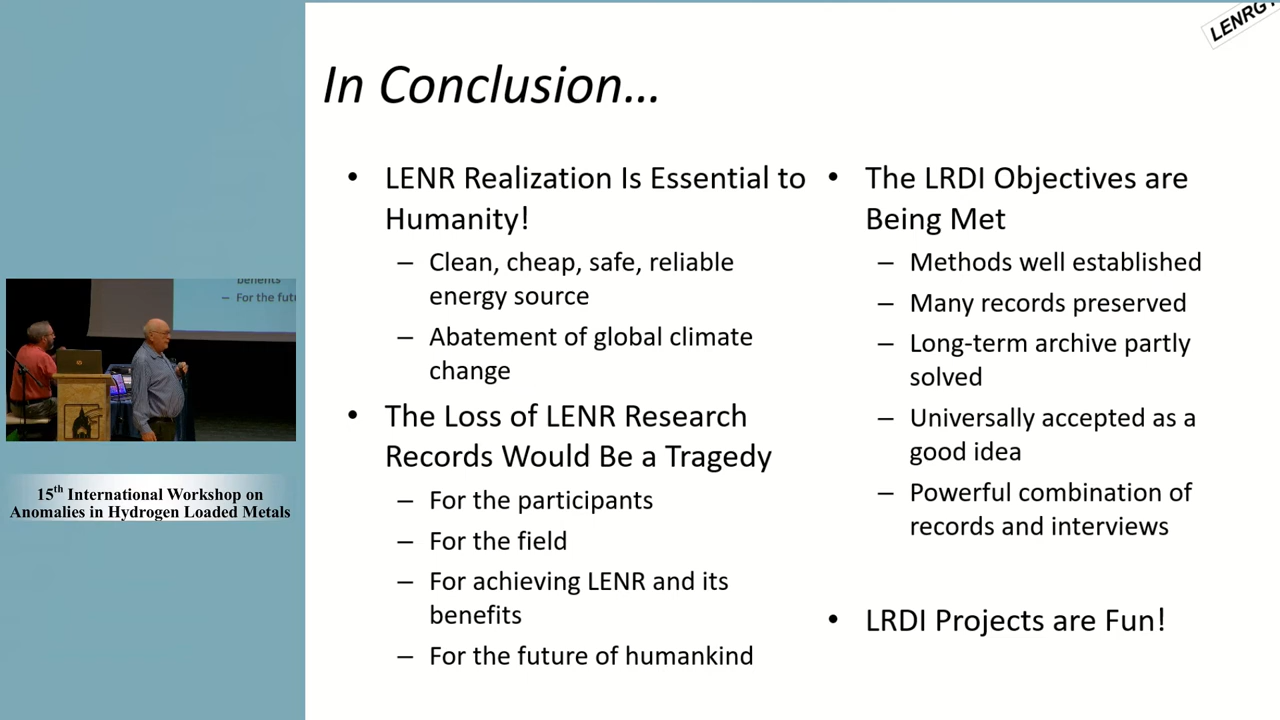 LENRG
In Conclusion…
• LENR Realization Is Essential to
Humanity!
– Clean, cheap, safe, reliable
energy source
– Abatement of global climate
change
• The Loss of LENR Research
Records Would Be a Tragedy
– For the participants
– For the field
– For achieving LENR and its
benefits
– For the future of humankind
• The LRDI Objectives are
Being Met
– Methods well established
– Many records preserved
– Long-term archive partly
solved
– Universally accepted as a
good idea
– Powerful combination of
records and interviews
• LRDI Projects are Fun!
benefits
– For the futu
15th International Workshop on
Anomalies in Hydrogen Loaded Metals